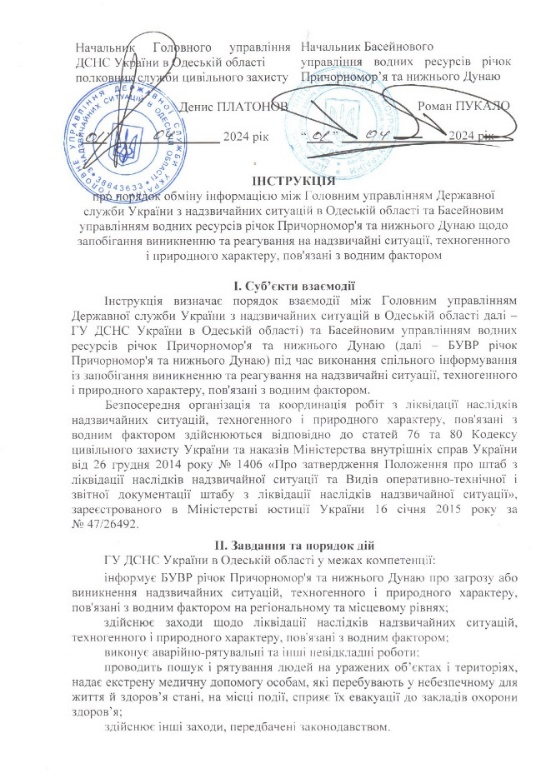 Начальник Головного управління
ДСНС України в Одеській області
полковник служби цивільного захисту
Денис ПЛАТОНОВ
2024 рік
Начальник Басейнового
управління водних ресурсів річок
Причорномор'я та нижнього Дунаю
Роман ПУКАЛО
2024 рік
ІНСТРУКЦІЯ
про порядок обміну інформацією між Головним управлінням Державної
служби України з надзвичайних ситуацій в Одеській області та Басейновим
управлінням водних ресурсів річок Причорномор'я та нижнього Дунаю щодо
запобігання виникненню та реагування на надзвичайні ситуації, техногенного
і природного характеру, пов'язані з водним фактором
І. Суб'єкти взаємодії
Інструкція визначає порядок взаємодії між Головним управлінням
Державної служби України з надзвичайних ситуацій в Одеській області далі –
ГУ ДСНС України в Одеській області) та Басейновим управлінням водних
ресурсів річок Причорномор'я та нижнього Дунаю (далі – БУВР річок
Причорномор'я та нижнього Дунаю) під час виконання спільного інформування
із запобігання виникненню та реагування на надзвичайні ситуації, техногенного
і природного характеру, пов'язані з водним фактором.
Безпосередня організація та координація робіт з ліквідації наслідків
надзвичайних ситуацій, техногенного і природного характеру, пов'язані з
водним фактором здійснюються відповідно до статей 76 та 80 Кодексу
цивільного захисту України та наказів Міністерства внутрішніх справ України
від 26 грудня 2014 року № 1406 «Про затвердження Положення про штаб з
ліквідації наслідків надзвичайної ситуації та Видів оперативно-технічної і
звітної документації штабу з ліквідації наслідків надзвичайної ситуації»,
зареєстрованого в Міністерстві юстиції України 16 січня 2015 року за
№ 47/26492.
ІІ. Завдання та порядок дій
ГУ ДСНС України в Одеській області у межах компетенції:
інформує БУВР річок Причорномор'я та нижнього Дунаю про загрозу або
виникнення надзвичайних ситуацій, техногенного і природного характеру,
пов'язані з водним фактором на регіональному та місцевому рівнях;
здійснює заходи щодо ліквідації наслідків надзвичайних ситуацій,
техногенного і природного характеру, пов'язані з водним фактором;
виконує аварійно-рятувальні та інші невідкладні роботи;
проводить пошук і рятування людей на уражених об'єктах і територіях,
надає екстрену медичну допомогу особам, які перебувають у небезпечному для
життя й здоров'я стані, на місці події, сприяє їх евакуації до закладів охорони
здоров'я;
здійснює інші заходи, передбачені законодавством.